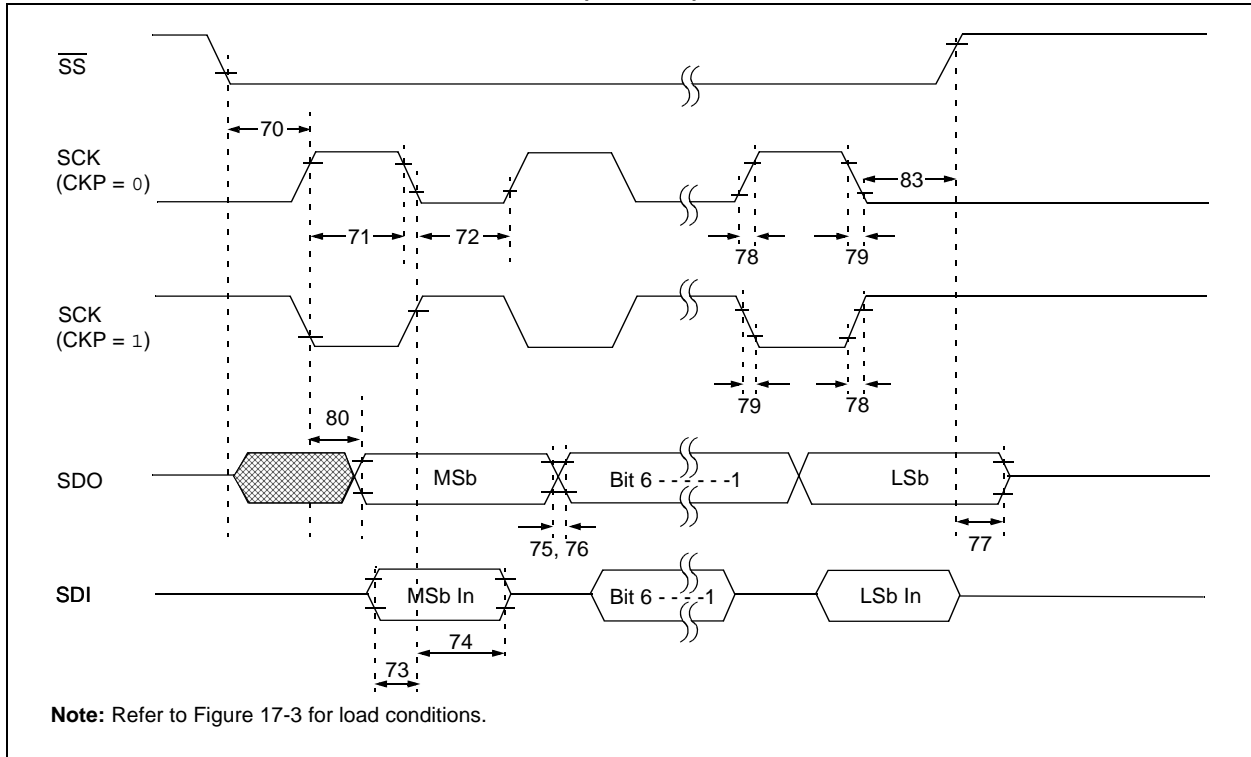 SS
70
SCK
(CKP = 0)
83
71
72
78
79
SCK
(CKP = 1)
79
78
80
SDO
MSb
Bit 6 - - - - - -1
LSb
75, 76
77
SDI
MSb In
Bit 6 - - - - -1
LSb In
74
73
Note: Refer to Figure 17-3 for load conditions.